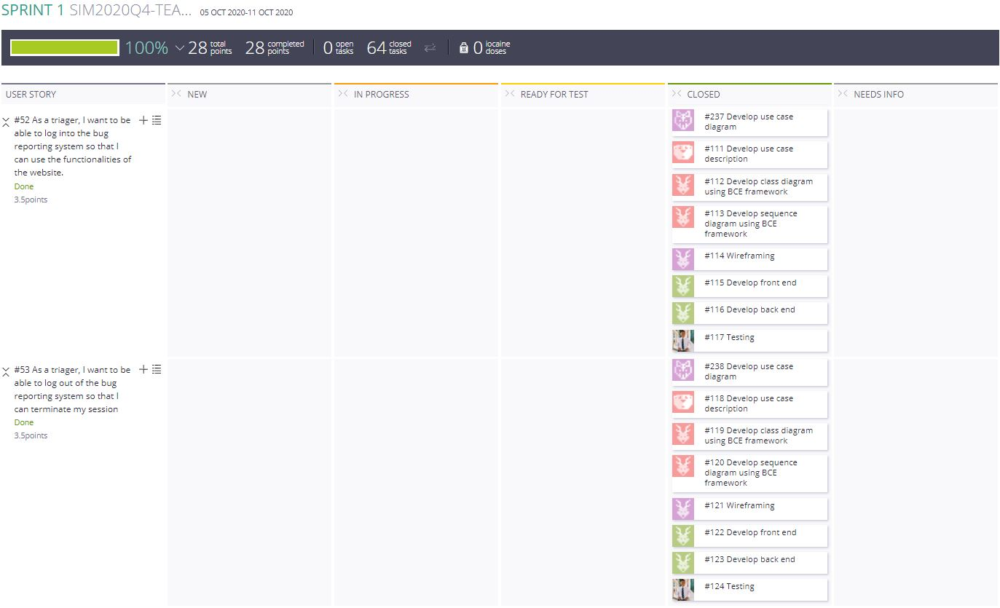 SPRINT 1 SIM2020Q4-TEA... 05 OCT 2020-11 OCT 2020
100% 28 total points 28 completed points 0 open tasks 64 closed tasks 0 iocaine doses
USER STORY NEW IN PROGRESS READY FOR TEST CLOSED NEEDS INFO
#52 As a triager, I want to be
able to log into the bug
reporting system so that I
can use the functionalities of
the website.
Done
3.5points
#237 Develop use case
diagram
#111 Develop use case
description
#112 Develop class diagram
using BCE framework
#113 Develop sequence
diagram using BCE
framework
#114 Wireframing
#115 Develop front end
#116 Develop back end
#117 Testing
#53 As a triager, I want to be
able to log out of the bug
reporting system so that I
can terminate my session
Done
3.5points
#238 Develop use case
diagram
#118 Develop use case
description
#119 Develop class diagram
using BCE framework
#120 Develop sequence
diagram using BCE
framework
#121 Wireframing
#122 Develop front end
#123 Develop back end
#124 Testing